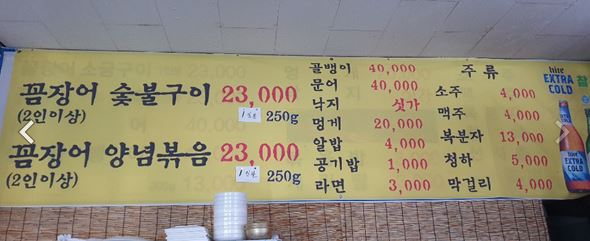 꼼장어 숯불구이 23,000
(2인이상) 1인분 250g
꼼장어 양념볶음 23,000
(2인이상) 1인분 250g
골뱅이 40,000
문어 40,000
낙지 싯가
멍게 20,000
알밥 4,000
공기밥 1,000
라면 3,000
주류
소주 4,000
맥주 4,000
복분자 13,000
청하 5,000
막걸리 4,000
hite
EXTRA
COLD
찰
hite
EXTRA
COLD